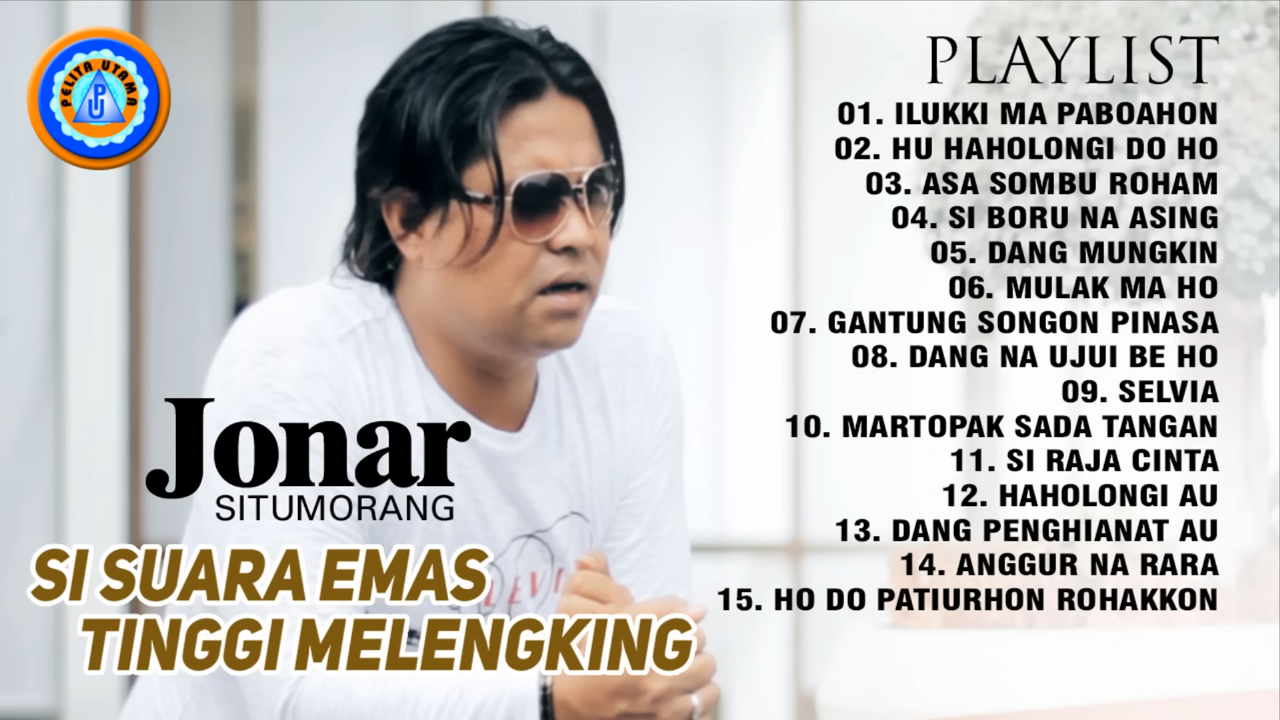 PELITA UTAMA
PU
PLAYLIST
01. ILUKKI MA PABOAHON
02. HU HAHOLONGI DO HO
03. ASA SOMBU ROHAM
04. SI BORU NA ASING
05. DANG MUNGKIN
06. MULAK MA HO
07. GANTUNG SONGON PINASA
08. DANG NA UJUI BE HO
09. SELVIA
10. MARTOPAK SADA TANGAN
11. SI RAJA CINTA
12. HAHOLONGI AU
13. DANG PENGHIANAT AU
14. ANGGUR NA RARA
15. HO DO PATIURHON ROHAKKON
Jonar
SITUMORANG
SI SUARA EMAS
TINGGI MELENGKING